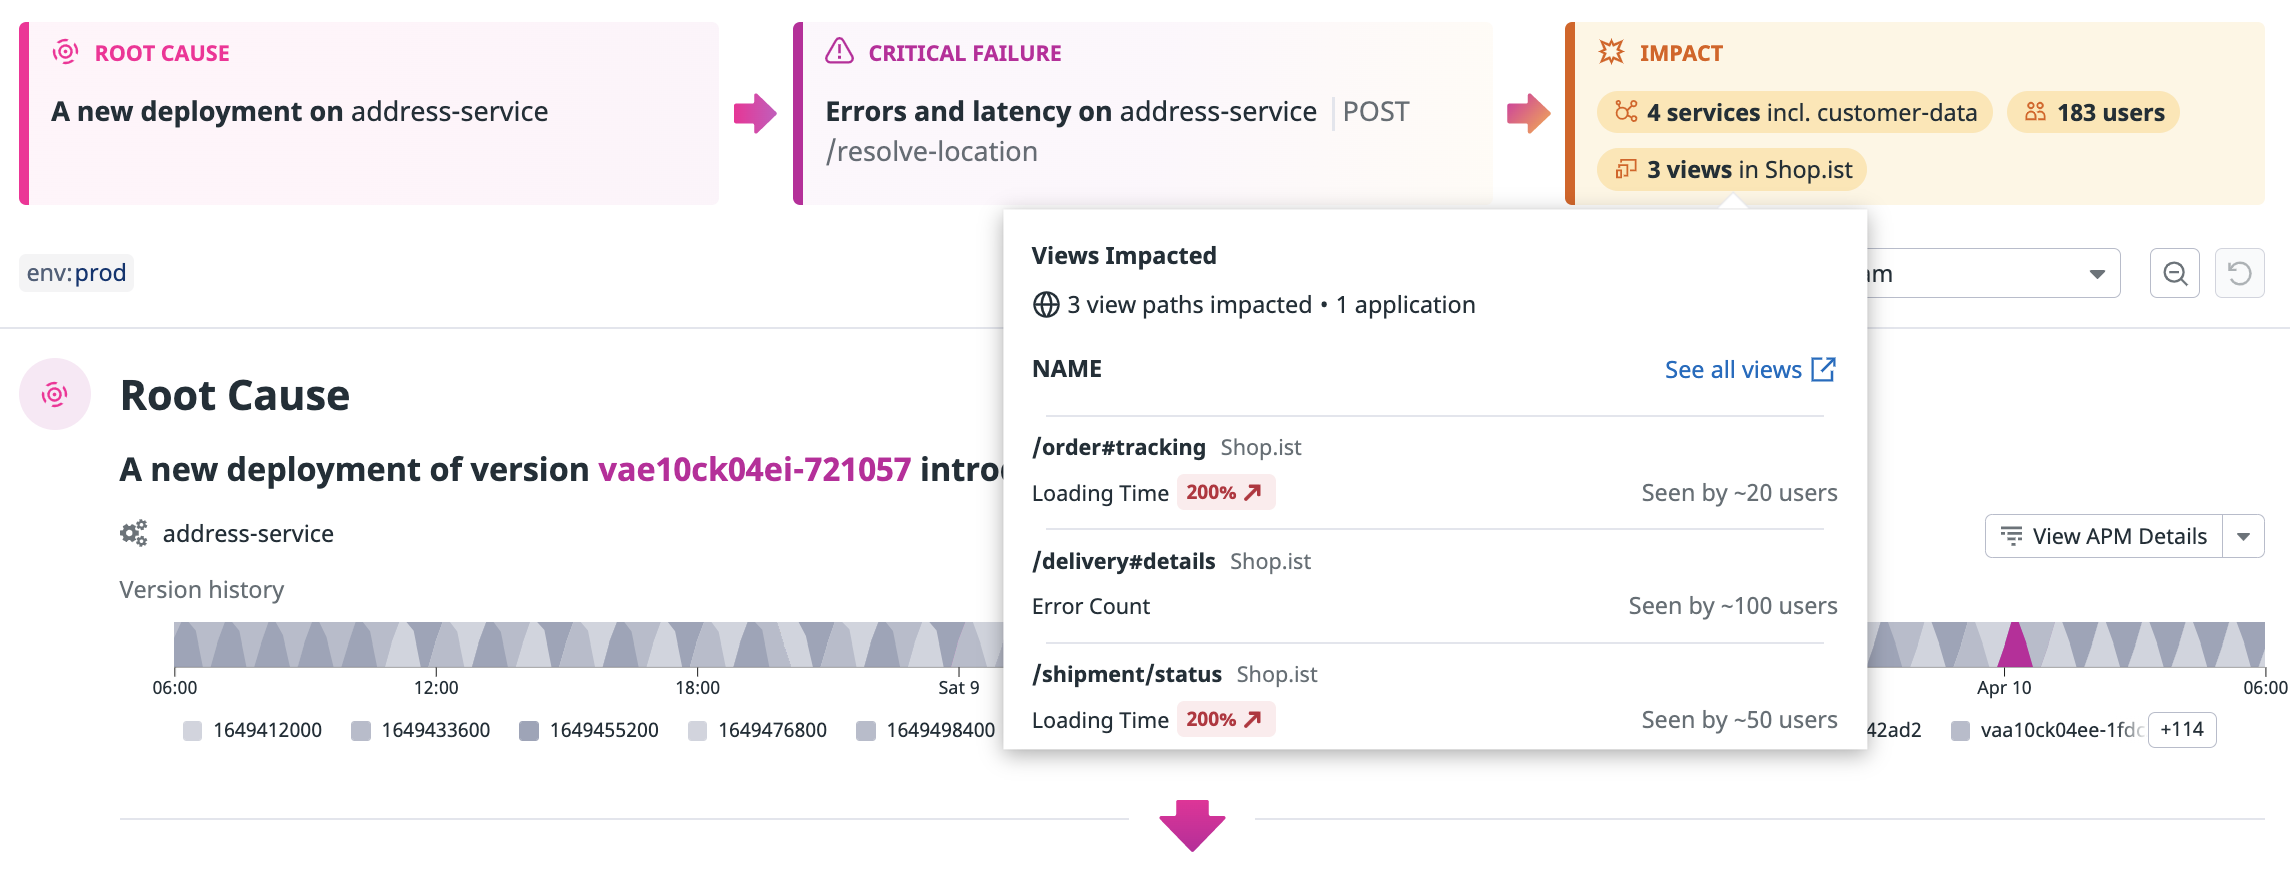 ROOT CAUSE
A new deployment on address-service
CRITICAL FAILURE
Errors and latency on address-service POST
/resolve-location
IMPACT
4 services incl. customer-data
183 users
3 views in Shop.ist
env:prod
Views Impacted
3 view paths impacted • 1 application
NAME
See all views
/order#tracking Shop.ist
Loading Time 200%
Seen by ~20 users
/delivery#details Shop.ist
Error Count
Seen by ~100 users
/shipment/status Shop.ist
Loading Time 200%
Seen by ~50 users
Root Cause
A new deployment of version vae10ck04ei-721057
address-service
View APM Details
Version history
06:00 12:00 18:00 Sat 9 Apr 10 06:00
1649412000 1649433600 1649455200 1649476800 1649498400 42ad2 vaa10ck04ee-1fdc +114